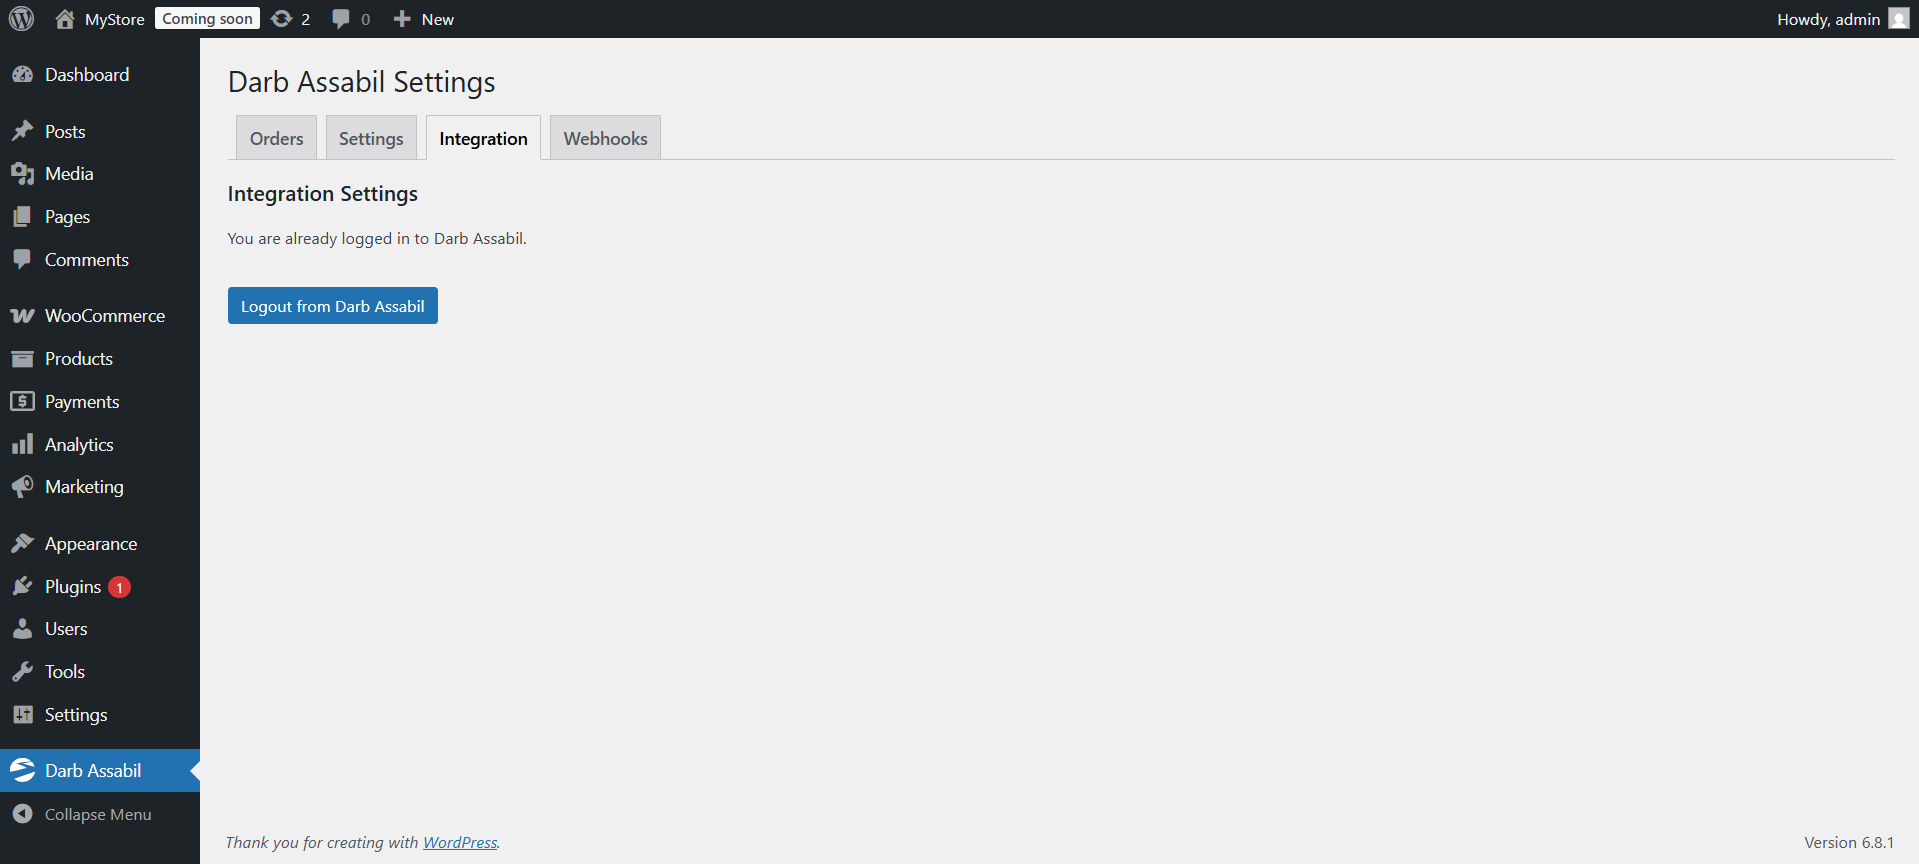 MyStore Coming soon 2 0 New Howdy, admin
Dashboard
Posts
Media
Pages
Comments
WooCommerce
Products
Payments
Analytics
Marketing
Appearance
Plugins 1
Users
Tools
Settings
Darb Assabil
Collapse Menu
Darb Assabil Settings
Orders Settings Integration Webhooks
Integration Settings
You are already logged in to Darb Assabil.
Logout from Darb Assabil
Thank you for creating with WordPress. Version 6.8.1